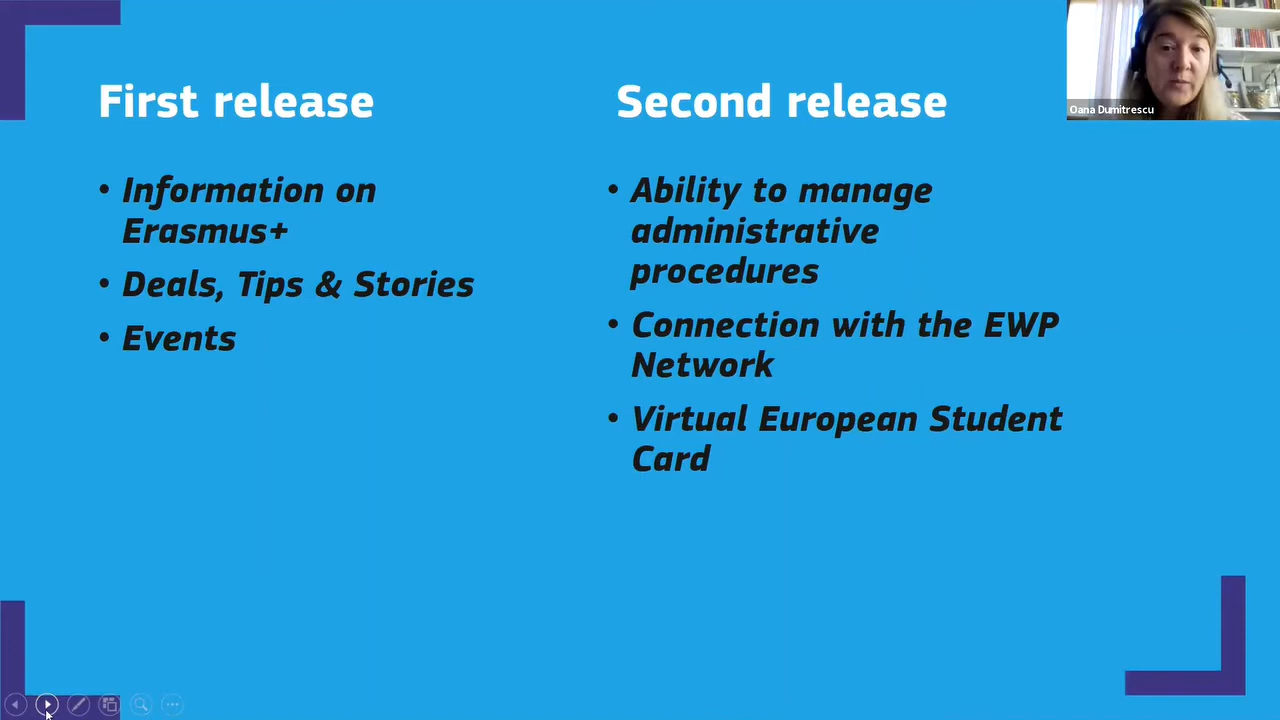 First release
• Information on
Erasmus+
• Deals, Tips & Stories
• Events
Second release
• Ability to manage
administrative
procedures
• Connection with the EWP
Network
• Virtual European Student
Card
Oana Dumitrescu